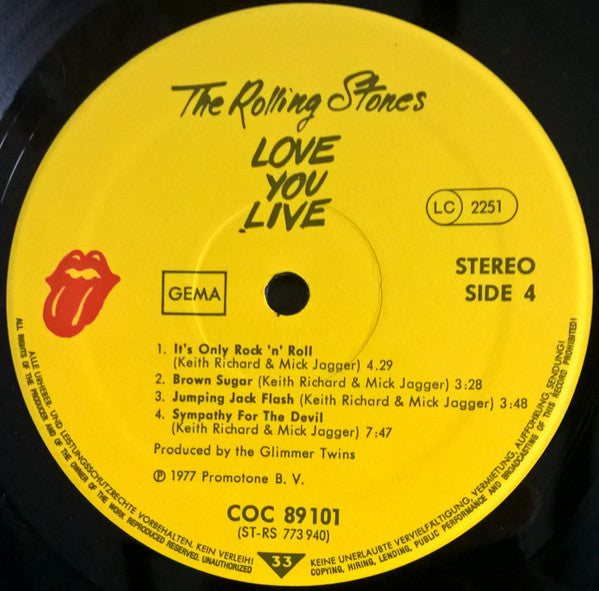 The Rolling Stones
LOVE
YOU
LIVE
LC 2251
GEMA
STEREO
SIDE 4
1. It's Only Rock 'n' Roll
(Keith Richard & Mick Jagger) 4.29
2. Brown Sugar (Keith Richard & Mick Jagger) 3:28
3. Jumping Jack Flash (Keith Richard & Mick Jagger) 3:48
4. Sympathy For The Devil
(Keith Richard & Mick Jagger) 7:47
Produced by the Glimmer Twins
℗ 1977 Promotone B. V.
COC 89101
(ST-RS 773940)
33
ALLE URHEBER- UND LEISTUNGSSCHUTZRECHTE VORBEHALTEN. KEIN VERLEIH! KEINE UNERLAUBTE VERVIELFÄLTIGUNG, VERMIETUNG, AUFFÜHRUNG, SENDUNG!
ALL RIGHTS OF THE PRODUCER AND OF THE OWNER OF THE WORK REPRODUCED RESERVED. UNAUTHORIZED COPYING, HIRING, LENDING, PUBLIC PERFORMANCE AND BROADCASTING OF THIS RECORD PROHIBITED!